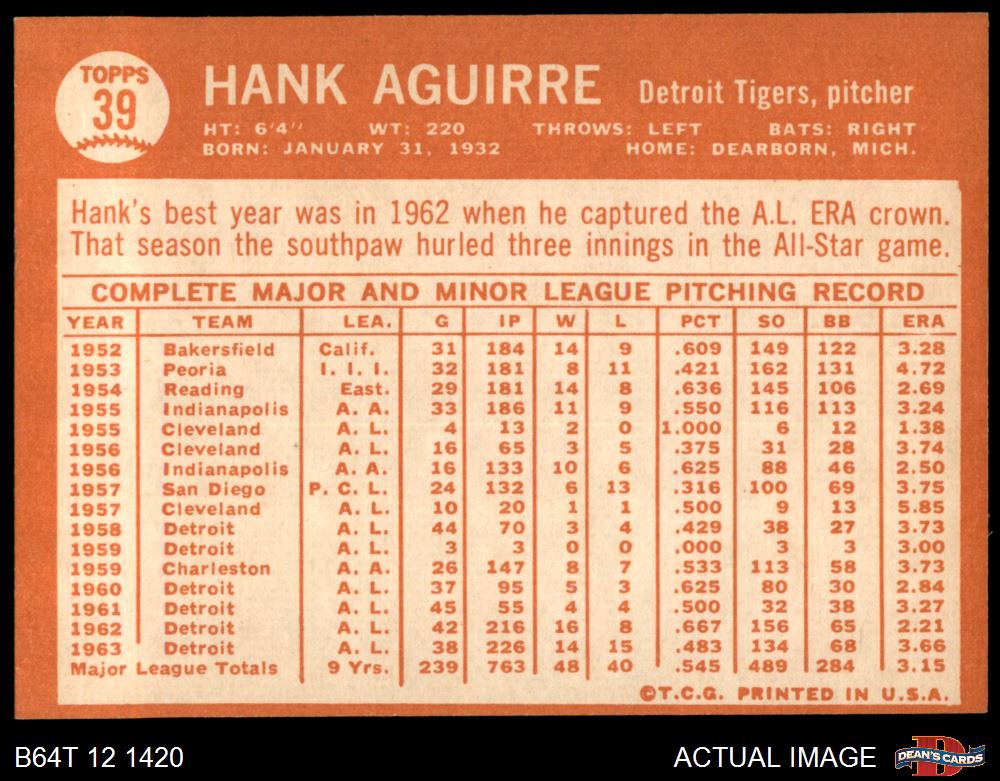 TOPPS
39
HANK AGUIRRE Detroit Tigers, pitcher
HT: 6'4" WT: 220 THROWS: LEFT BATS: RIGHT
BORN: JANUARY 31, 1932 HOME: DEARBORN, MICH.
Hank's best year was in 1962 when he captured the A.L. ERA crown.
That season the southpaw hurled three innings in the All-Star game.
COMPLETE MAJOR AND MINOR LEAGUE PITCHING RECORD
YEAR TEAM LEA. G IP W L PCT SO BB ERA
1952 Bakersfield Calif. 31 184 14 9 .609 149 122 3.28
1953 Peoria I. I. I. 32 181 8 11 .421 162 131 4.72
1954 Reading East. 29 181 14 8 .636 145 106 2.69
1955 Indianapolis A. A. 33 186 11 9 .550 116 113 3.24
1955 Cleveland A. L. 4 13 2 0 1.000 6 12 1.38
1956 Cleveland A. L. 16 65 3 5 .375 31 28 3.74
1956 Indianapolis A. A. 16 133 10 6 .625 88 46 2.50
1957 San Diego P. C. L. 24 132 6 13 .316 100 69 3.75
1957 Cleveland A. L. 10 20 1 1 .500 9 13 5.85
1958 Detroit A. L. 44 70 3 4 .429 38 27 3.73
1959 Detroit A. L. 3 3 0 0 .000 3 3 3.00
1959 Charleston A. A. 26 147 8 7 .533 113 58 3.73
1960 Detroit A. L. 37 95 5 3 .625 80 30 2.84
1961 Detroit A. L. 45 55 4 4 .500 32 38 3.27
1962 Detroit A. L. 42 216 16 8 .667 156 65 2.21
1963 Detroit A. L. 38 226 14 15 .483 134 68 3.66
Major League Totals 9 Yrs. 239 763 48 40 .545 489 284 3.15
©T.C.G. PRINTED IN U.S.A.
B64T 12 1420 ACTUAL IMAGE DEAN'S CARDS